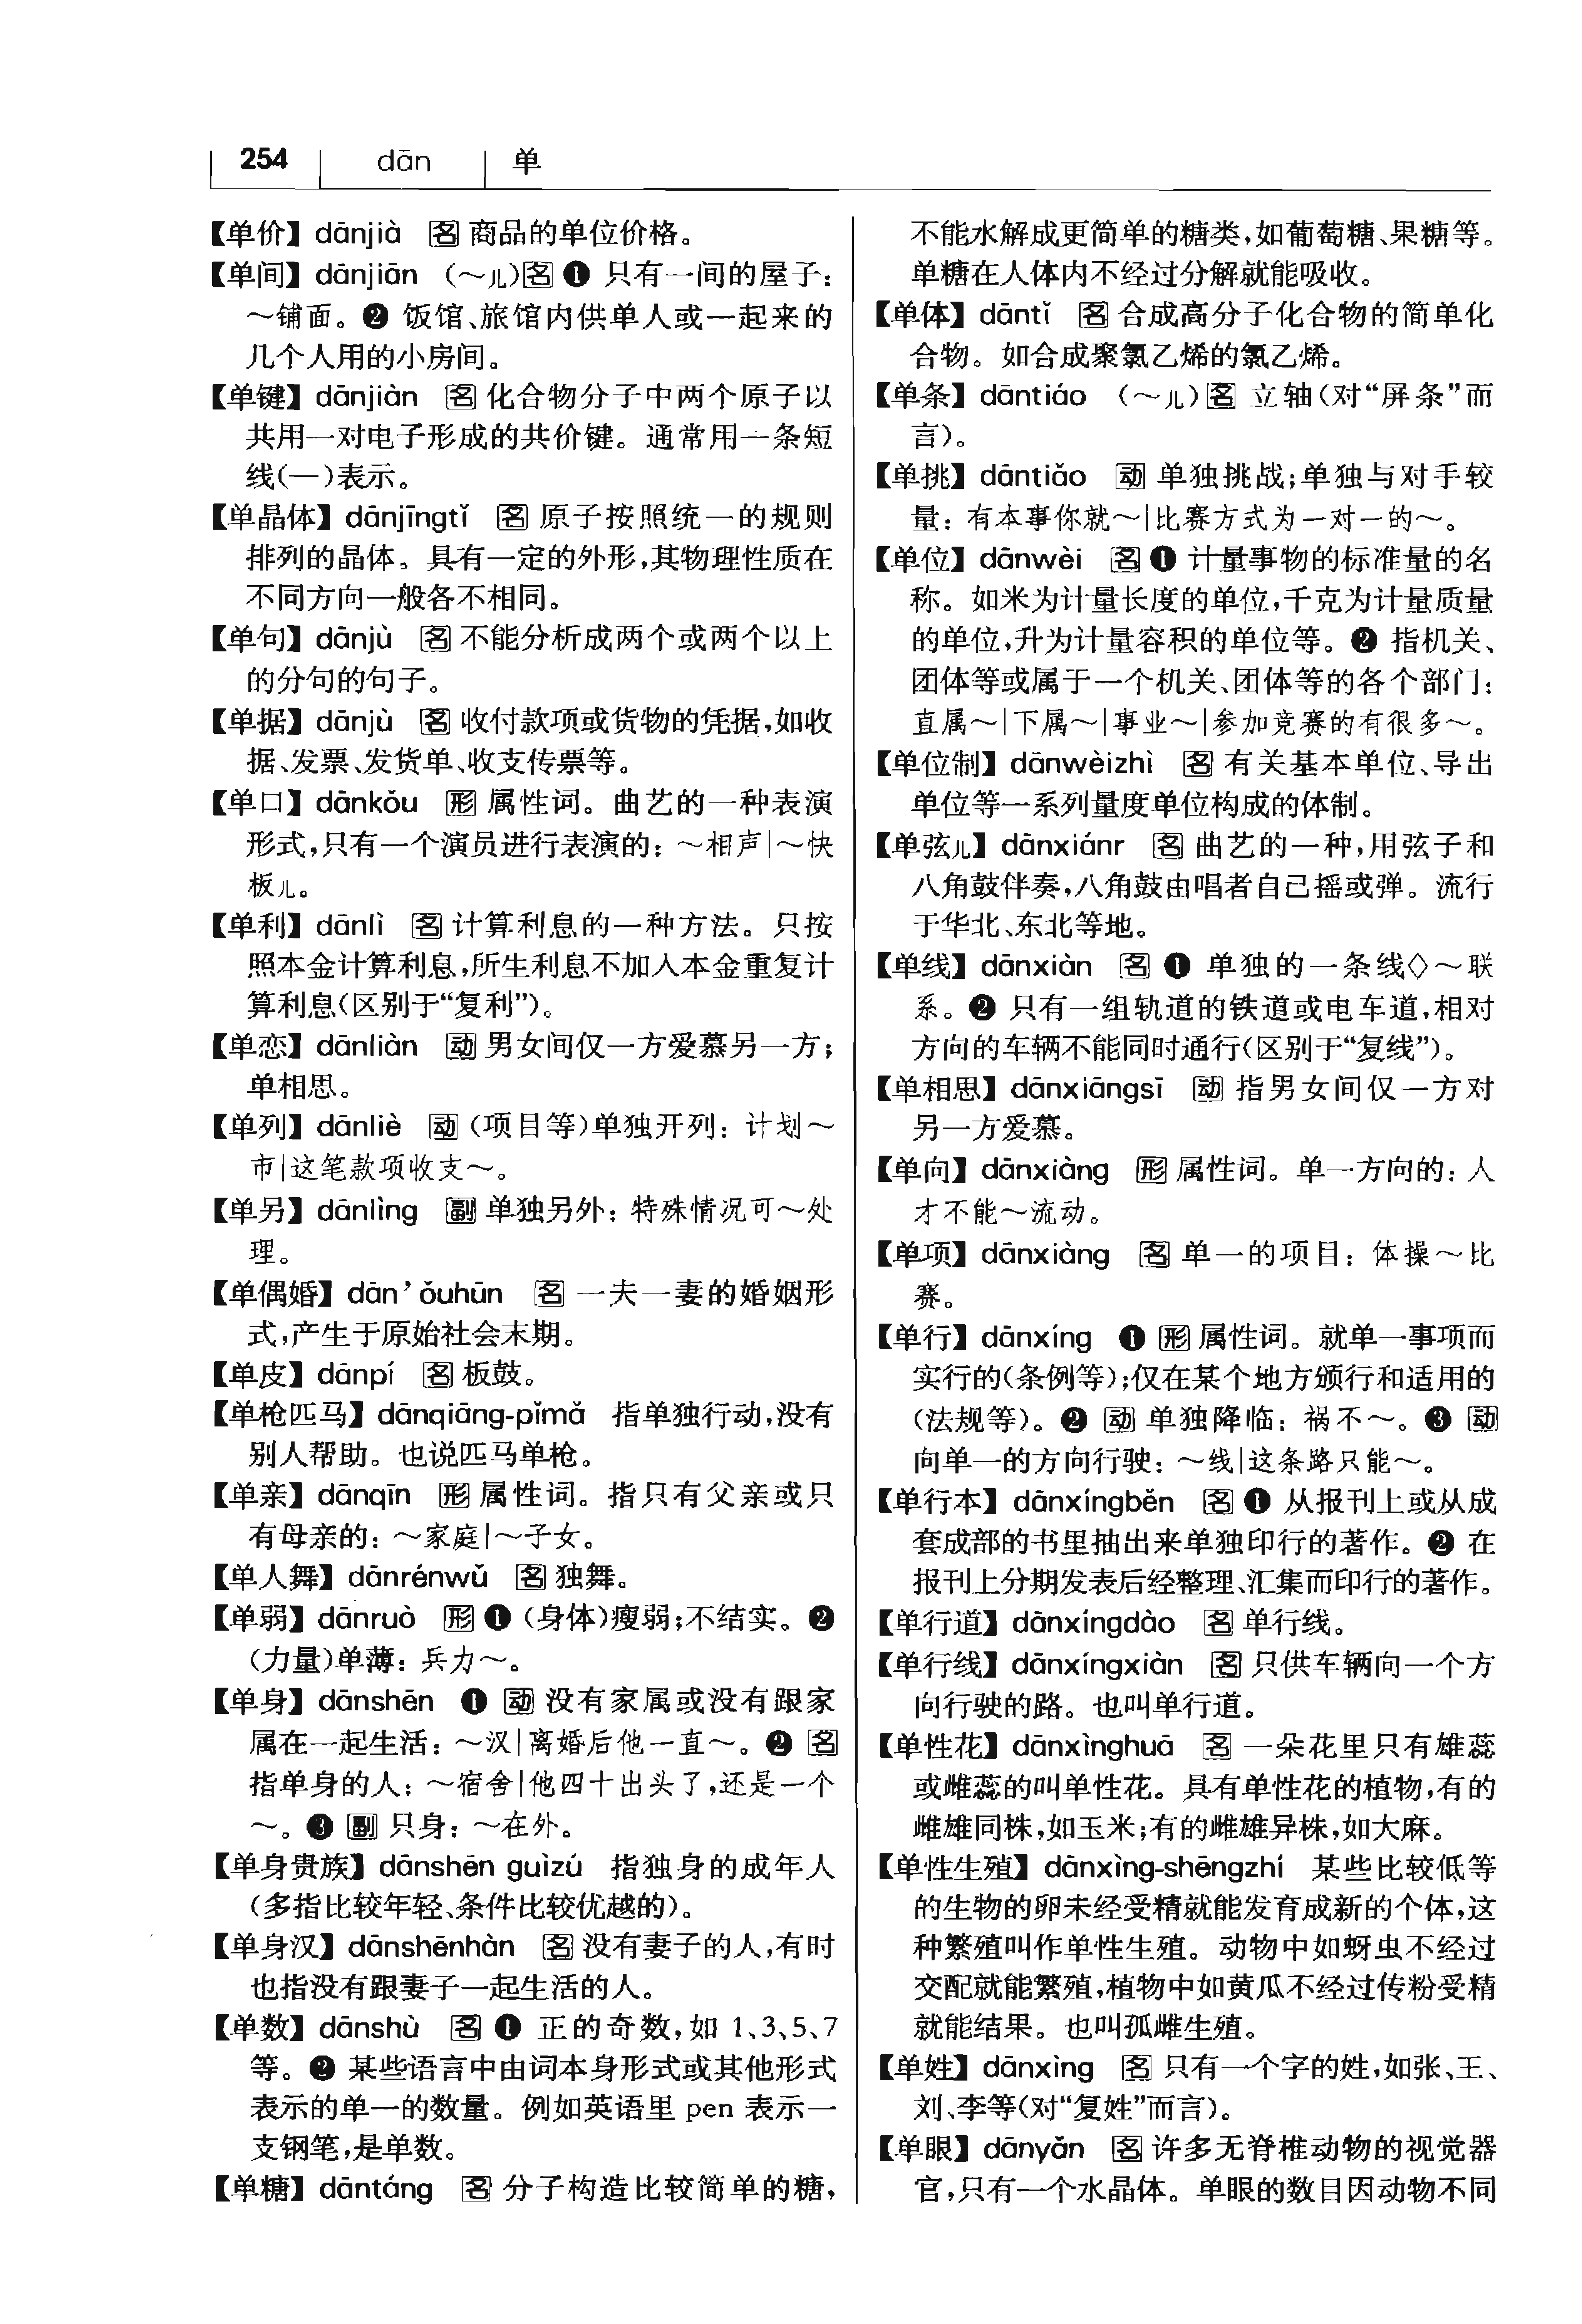 254 dān 单
【单价】dānjià 名 商品的单位价格。
【单间】dānjiān （～儿）名 ❶ 只有一间的屋子：
～铺面。❷ 饭馆、旅馆内供单人或一起来的
几个人用的小房间。
【单键】dānjiàn 名 化合物分子中两个原子以
共用一对电子形成的共价键。通常用一条短
线(—)表示。
【单晶体】dānjīngtǐ 名 原子按照统一的规则
排列的晶体。具有一定的外形，其物理性质在
不同方向一般各不相同。
【单句】dānjù 名 不能分析成两个或两个以上
的分句的句子。
【单据】dānjù 名 收付款项或货物的凭据，如收
据、发票、发货单、收支传票等。
【单口】dānkǒu 形 属性词。曲艺的一种表演
形式，只有一个演员进行表演的：～相声|～快
板儿。
【单利】dānlì 名 计算利息的一种方法。只按
照本金计算利息，所生利息不加入本金重复计
算利息（区别于“复利”）。
【单恋】dānliàn 动 男女间仅一方爱慕另一方；
单相思。
【单列】dānliè 动 （项目等）单独开列：计划～
市|这笔款项收支～。
【单另】dānlìng 副 单独另外：特殊情况可～处
理。
【单偶婚】dān’ǒuhūn 名 一夫一妻的婚姻形
式，产生于原始社会末期。
【单皮】dānpí 名 板鼓。
【单枪匹马】dānqiāng-pǐmǎ 指单独行动，没有
别人帮助。也说匹马单枪。
【单亲】dānqīn 形 属性词。指只有父亲或只
有母亲的：～家庭|～子女。
【单人舞】dānrénwǔ 名 独舞。
【单弱】dānruò 形 ❶（身体）瘦弱；不结实。❷
（力量）单薄：兵力～。
【单身】dānshēn ❶ 动 没有家属或没有跟家
属在一起生活：～汉|离婚后他一直～。❷ 名
指单身的人：～宿舍|他四十出头了，还是一个
～。❸ 副 只身：～在外。
【单身贵族】dānshēn guìzú 指独身的成年人
（多指比较年轻、条件比较优越的）。
【单身汉】dānshēnhàn 名 没有妻子的人，有时
也指没有跟妻子一起生活的人。
【单数】dānshù 名 ❶ 正的奇数，如 1、3、5、7
等。❷ 某些语言中由词本身形式或其他形式
表示的单一的数量。例如英语里 pen 表示一
支钢笔，是单数。
【单糖】dāntáng 名 分子构造比较简单的糖，
不能水解成更简单的糖类，如葡萄糖、果糖等。
单糖在人体内不经过分解就能吸收。
【单体】dāntǐ 名 合成高分子化合物的简单化
合物。如合成聚氯乙烯的氯乙烯。
【单条】dāntiáo （～儿）名 立轴（对“屏条”而
言）。
【单挑】dāntiǎo 动 单独挑战；单独与对手较
量：有本事你就～|比赛方式为一对一的～。
【单位】dānwèi 名 ❶ 计量事物的标准量的名
称。如米为计量长度的单位，千克为计量质量
的单位，升为计量容积的单位等。❷ 指机关、
团体等或属于一个机关、团体等的各个部门：
直属～|下属～|事业～|参加竞赛的有很多～。
【单位制】dānwèizhì 名 有关基本单位、导出
单位等一系列量度单位构成的体制。
【单弦儿】dānxiánr 名 曲艺的一种，用弦子和
八角鼓伴奏，八角鼓由唱者自己摇或弹。流行
于华北、东北等地。
【单线】dānxiàn 名 ❶ 单独的一条线◇～联
系。❷ 只有一组轨道的铁道或电车道，相对
方向的车辆不能同时通行（区别于“复线”）。
【单相思】dānxiāngsī 动 指男女间仅一方对
另一方爱慕。
【单向】dānxiàng 形 属性词。单一方向的：人
才不能～流动。
【单项】dānxiàng 名 单一的项目：体操～比
赛。
【单行】dānxíng ❶ 形 属性词。就单一事项而
实行的（条例等）；仅在某个地方颁行和适用的
（法规等）。❷ 动 单独降临：祸不～。❸ 动
向单一的方向行驶：～线|这条路只能～。
【单行本】dānxíngběn 名 ❶ 从报刊上或从成
套成部的书里抽出来单独印行的著作。❷ 在
报刊上分期发表后经整理、汇集而印行的著作。
【单行道】dānxíngdào 名 单行线。
【单行线】dānxíngxiàn 名 只供车辆向一个方
向行驶的路。也叫单行道。
【单性花】dānxìnghuā 名 一朵花里只有雄蕊
或雌蕊的叫单性花。具有单性花的植物，有的
雌雄同株，如玉米；有的雌雄异株，如大麻。
【单性生殖】dānxìng-shēngzhí 某些比较低等
的生物的卵未经受精就能发育成新的个体，这
种繁殖叫作单性生殖。动物中如蚜虫不经过
交配就能繁殖，植物中如黄瓜不经过传粉受精
就能结果。也叫孤雌生殖。
【单姓】dānxìng 名 只有一个字的姓，如张、王、
刘、李等（对“复姓”而言）。
【单眼】dānyǎn 名 许多无脊椎动物的视觉器
官，只有一个水晶体。单眼的数目因动物不同